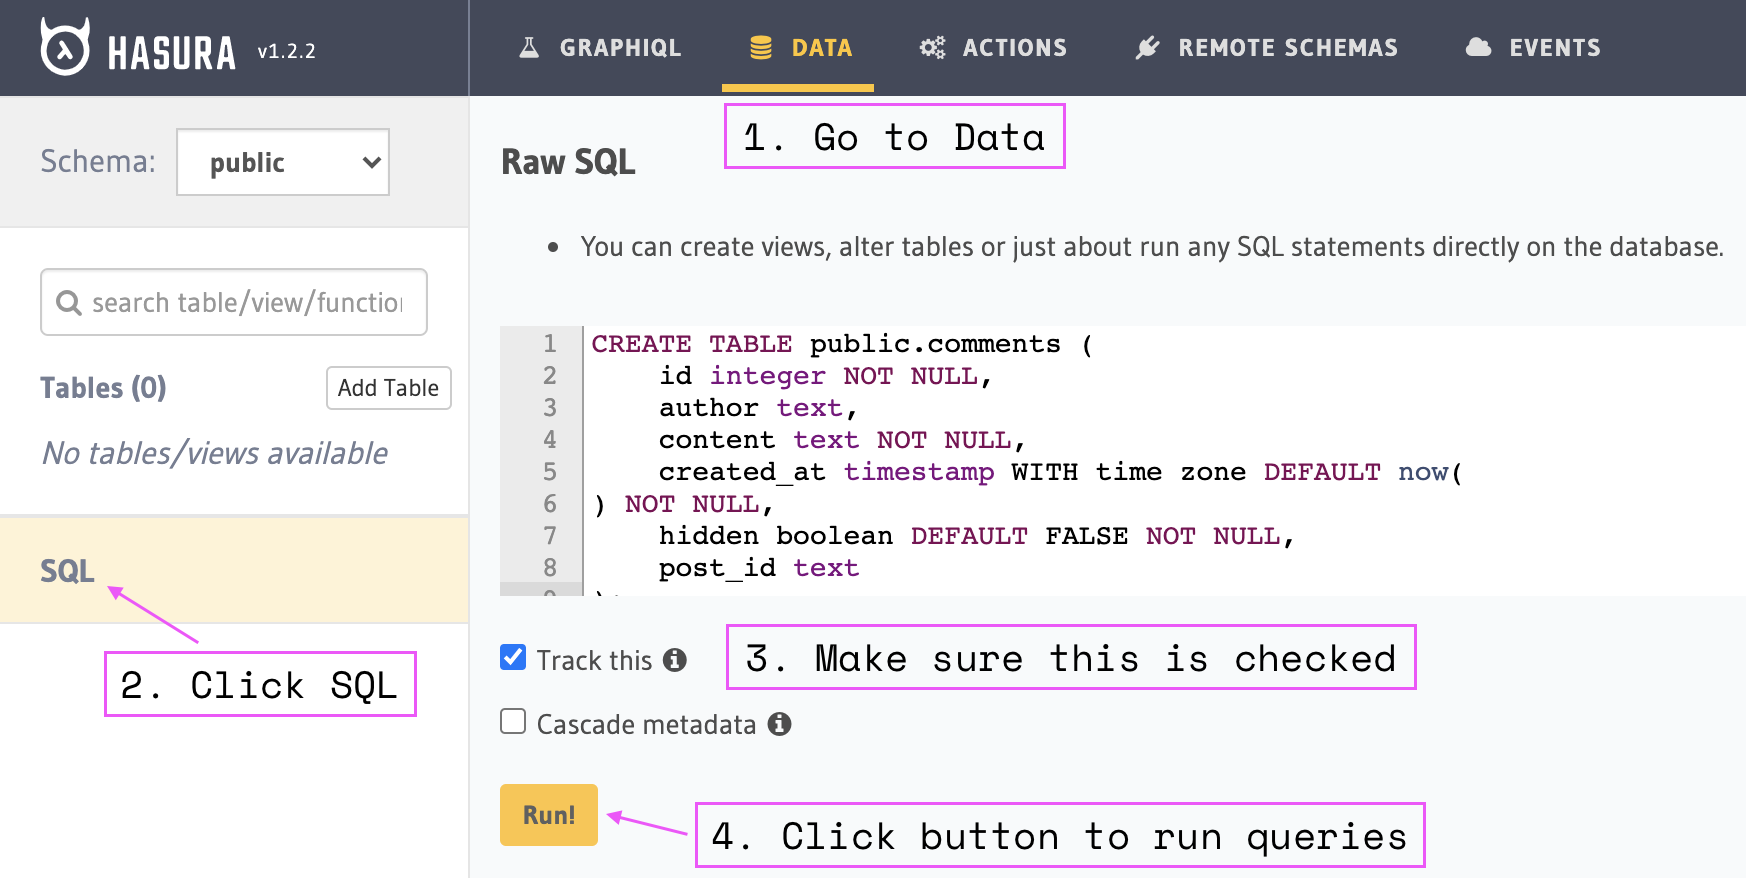 HASURA v1.2.2
GRAPHIQL
DATA
ACTIONS
REMOTE SCHEMAS
EVENTS
Schema: public
search table/view/function
Tables (0)
Add Table
No tables/views available
SQL
2. Click SQL
1. Go to Data
Raw SQL
• You can create views, alter tables or just about run any SQL statements directly on the database.
1 CREATE TABLE public.comments (
2 id integer NOT NULL,
3 author text,
4 content text NOT NULL,
5 created_at timestamp WITH time zone DEFAULT now(
6 ) NOT NULL,
7 hidden boolean DEFAULT FALSE NOT NULL,
8 post_id text
Track this
3. Make sure this is checked
Cascade metadata
Run!
4. Click button to run queries